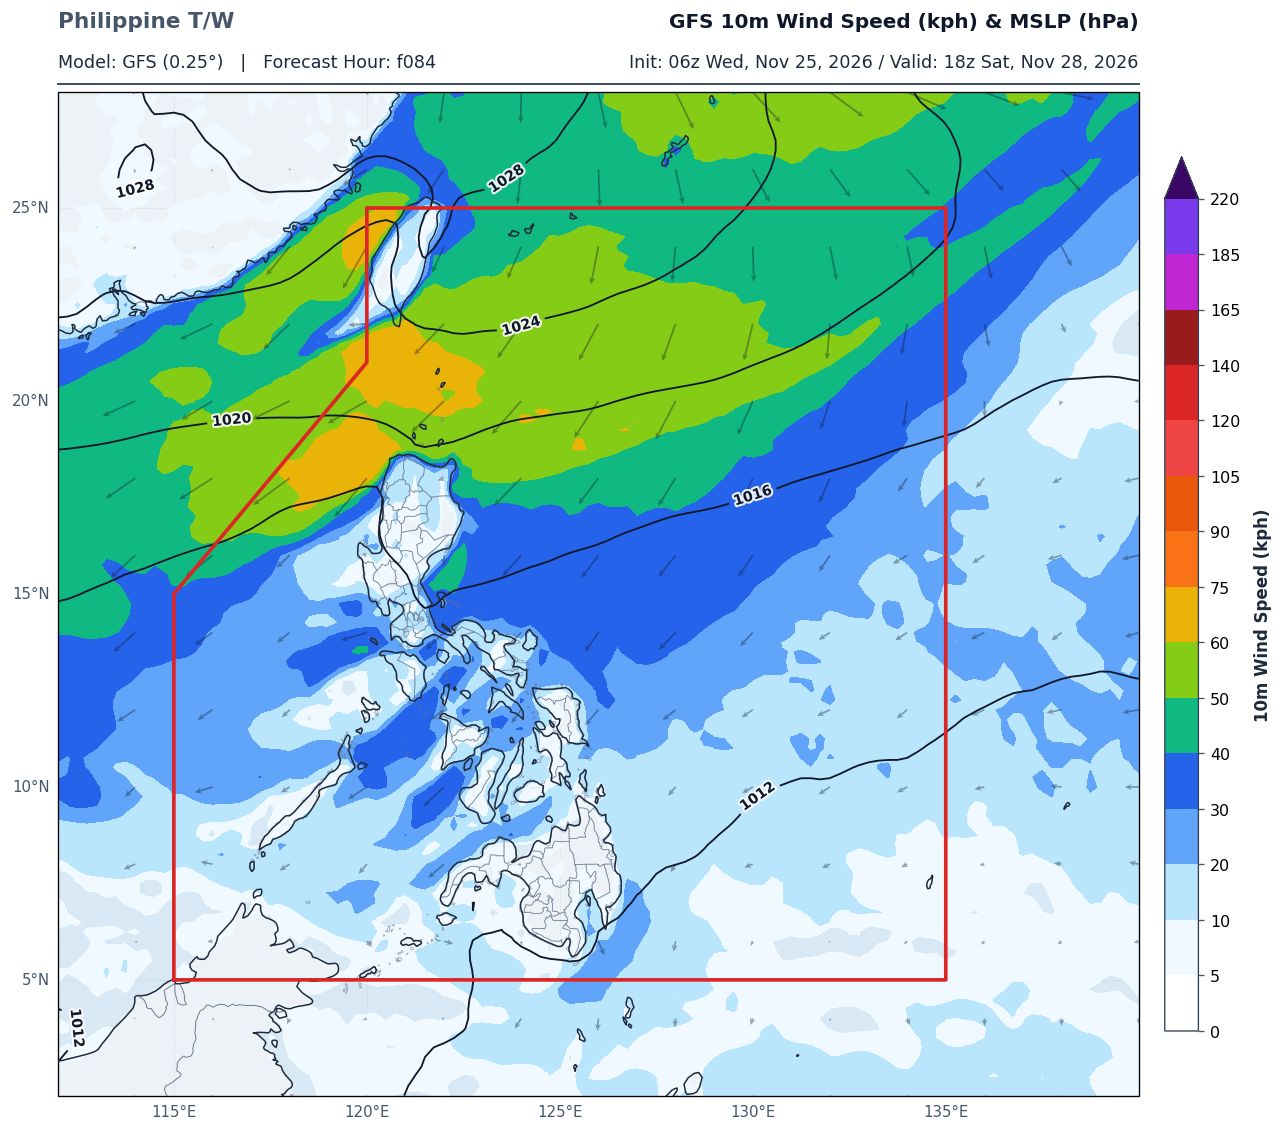 Philippine T/W
GFS 10m Wind Speed (kph) & MSLP (hPa)
Model: GFS (0.25°)   |   Forecast Hour: f084
Init: 06z Wed, Nov 25, 2026 / Valid: 18z Sat, Nov 28, 2026
1028
1028
1024
1020
1016
1012
1012
25°N
20°N
15°N
10°N
5°N
115°E
120°E
125°E
130°E
135°E
220
185
165
140
120
105
90
75
60
50
40
30
20
10
5
0
10m Wind Speed (kph)